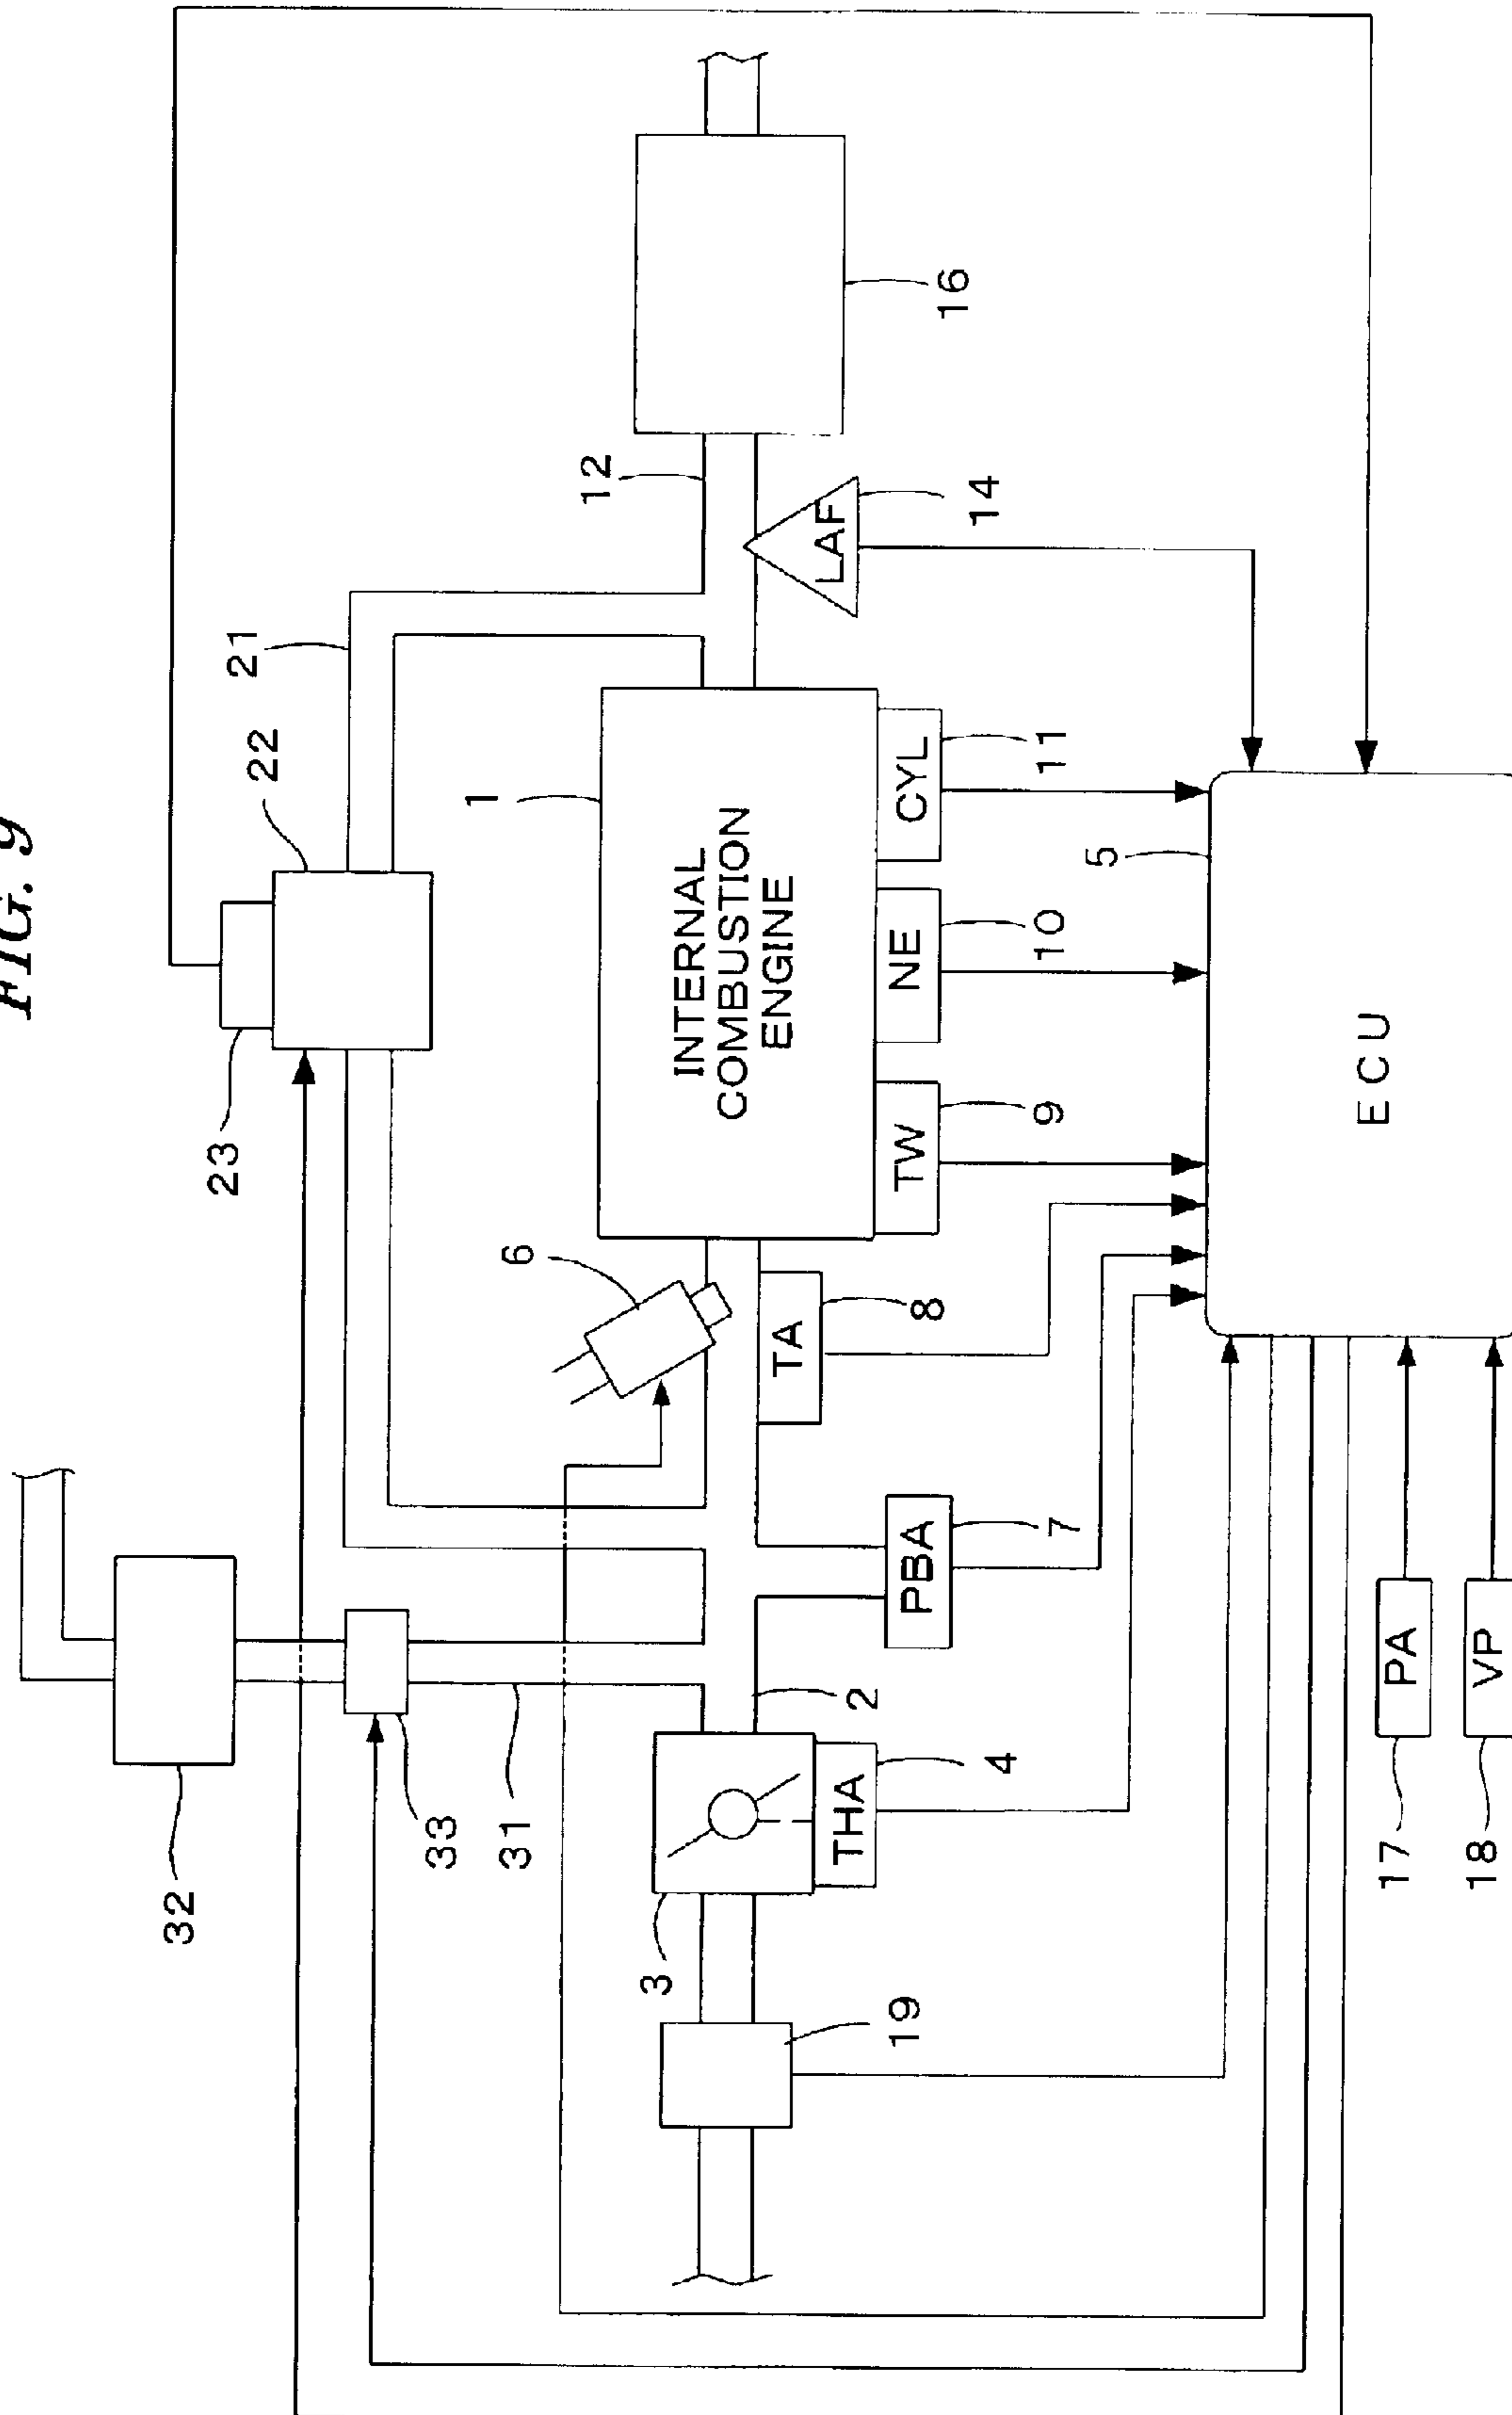 FIG. 9
32
33
31
23
22
21
6
1
12
INTERNAL
COMBUSTION
ENGINE
3
THA
4
2
19
PBA
7
TA
8
TW
9
NE
10
CYL
11
LAF
14
16
5
ECU
17
PA
18
VP